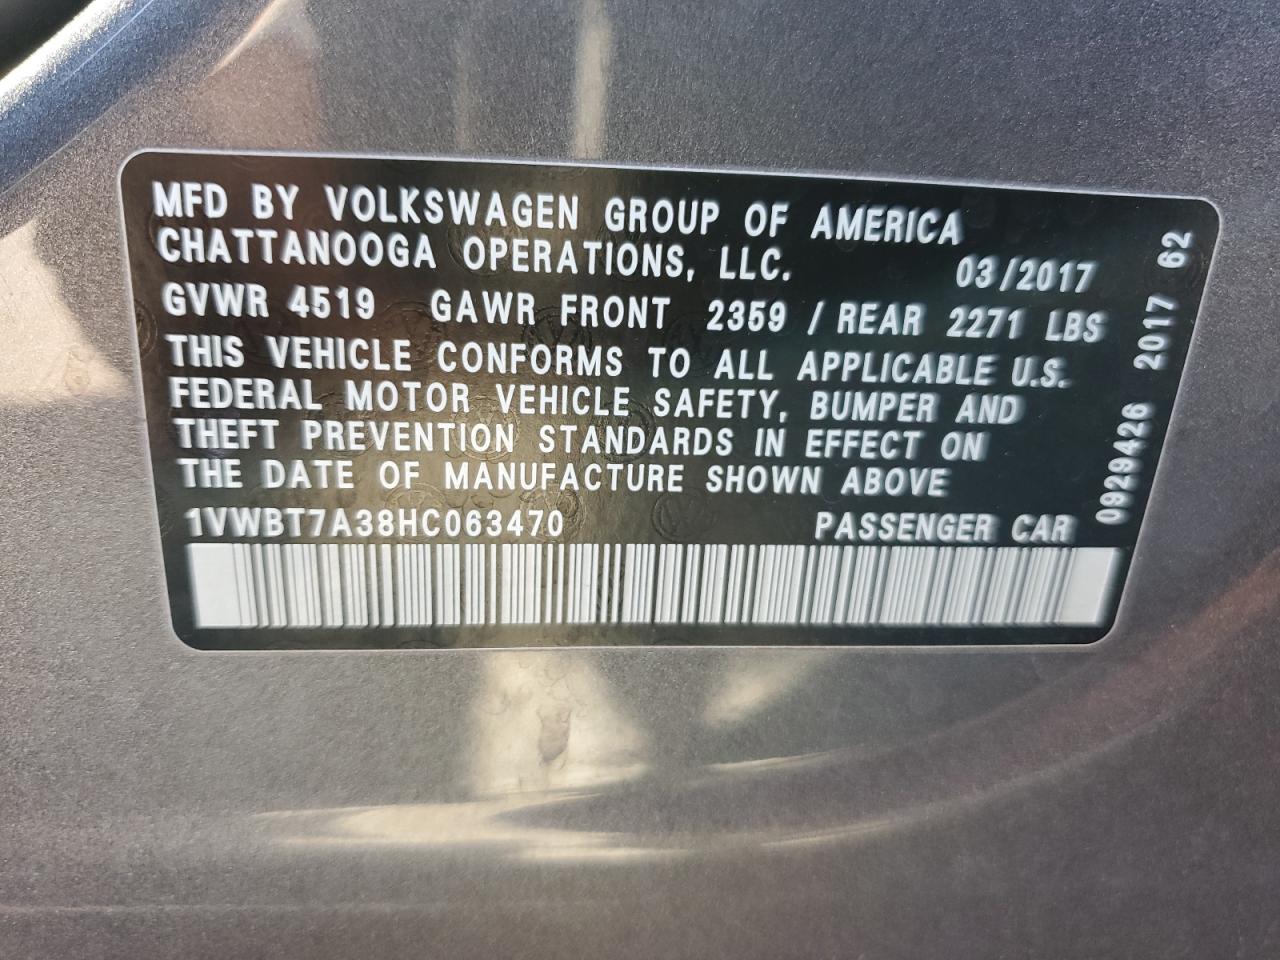 MFD BY VOLKSWAGEN GROUP OF AMERICA
CHATTANOOGA OPERATIONS, LLC. 03/2017
GVWR 4519 GAWR FRONT 2359 / REAR 2271 LBS
THIS VEHICLE CONFORMS TO ALL APPLICABLE U.S.
FEDERAL MOTOR VEHICLE SAFETY, BUMPER AND
THEFT PREVENTION STANDARDS IN EFFECT ON
THE DATE OF MANUFACTURE SHOWN ABOVE
1VWBT7A38HC063470 PASSENGER CAR
0929426 2017 62